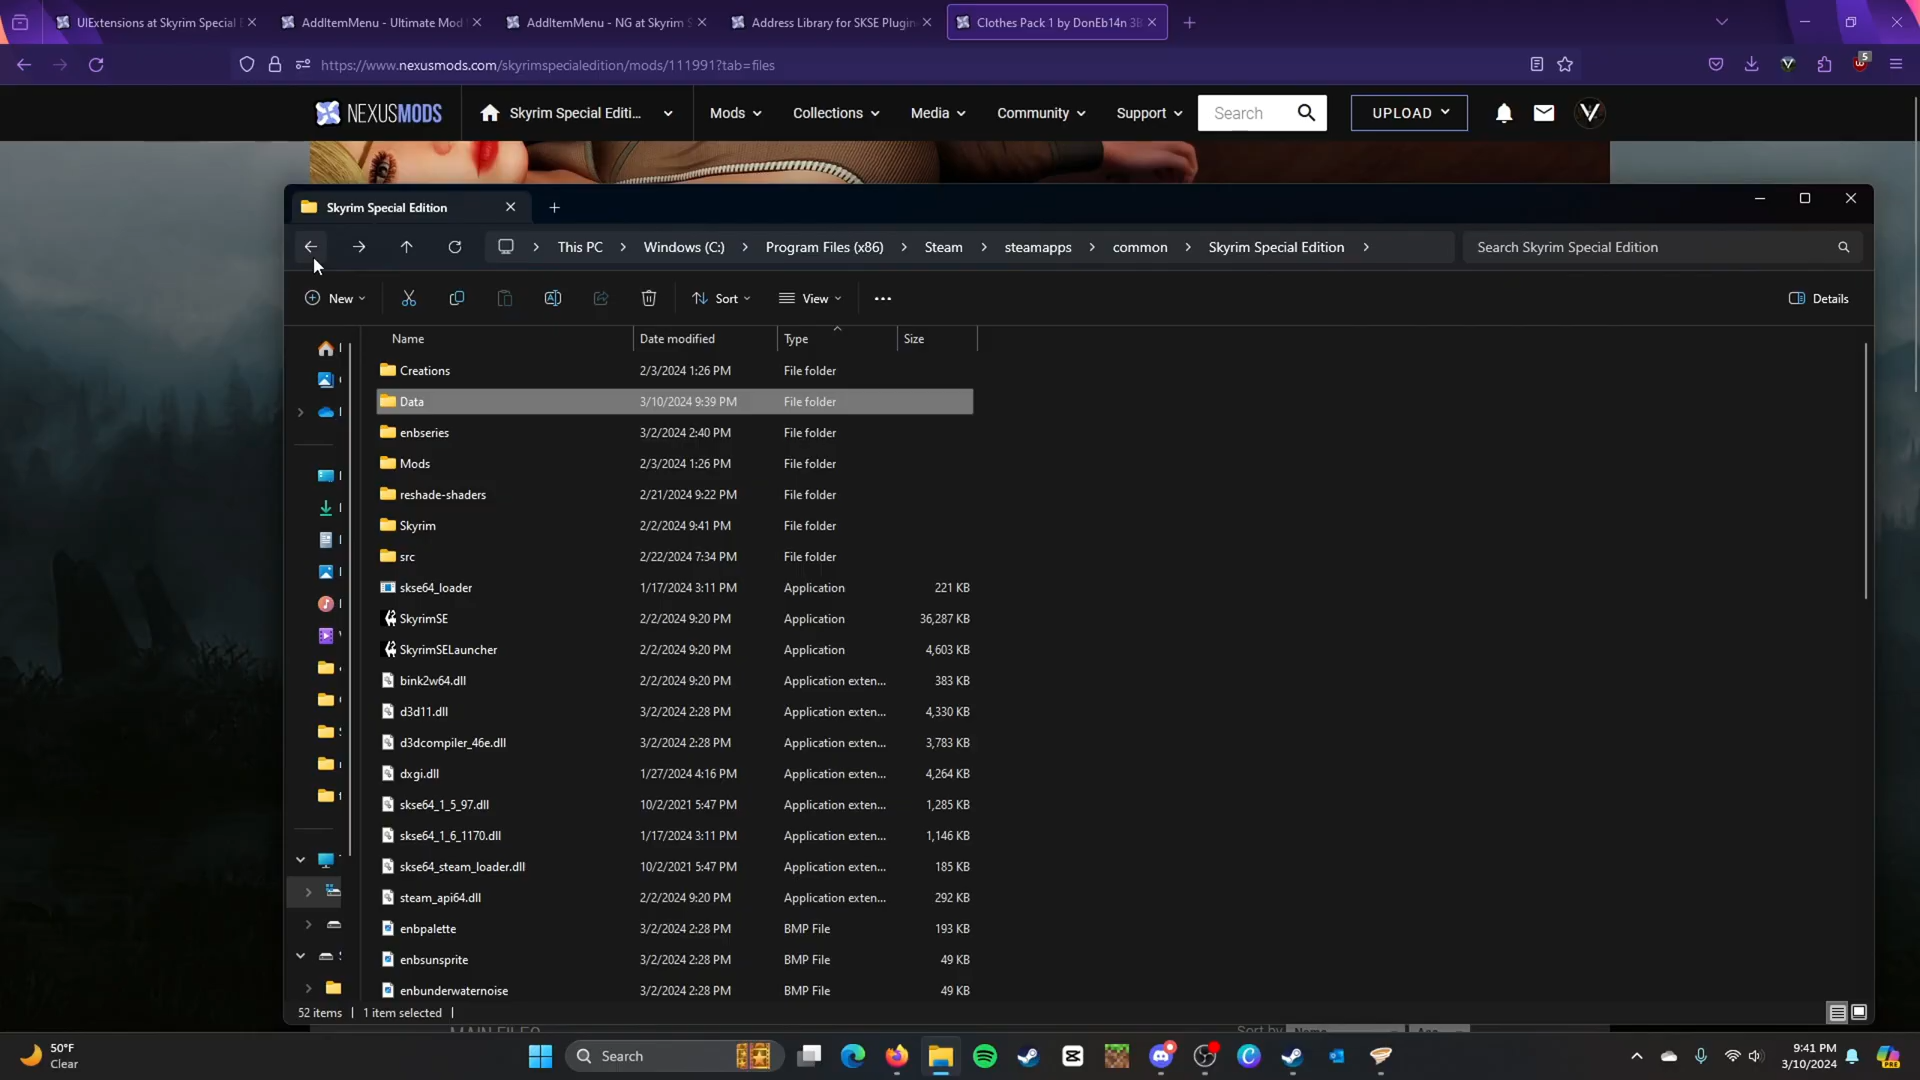 UIExtensions at Skyrim Special E
AddItemMenu - Ultimate Mod
AddItemMenu - NG at Skyrim S
Address Library for SKSE Plugin
Clothes Pack 1 by DonEb14n 3B
https://www.nexusmods.com/skyrimspecialedition/mods/111991?tab=files
5
NEXUSMODS
Skyrim Special Editi...
Mods
Collections
Media
Community
Support
Search
UPLOAD
Skyrim Special Edition
This PC > Windows (C:) > Program Files (x86) > Steam > steamapps > common > Skyrim Special Edition >
Search Skyrim Special Edition
New
Sort
View
Details
Name Date modified Type Size
Creations 2/3/2024 1:26 PM File folder
Data 3/10/2024 9:39 PM File folder
enbseries 3/2/2024 2:40 PM File folder
Mods 2/3/2024 1:26 PM File folder
reshade-shaders 2/21/2024 9:22 PM File folder
Skyrim 2/2/2024 9:41 PM File folder
src 2/22/2024 7:34 PM File folder
skse64_loader 1/17/2024 3:11 PM Application 221 KB
SkyrimSE 2/2/2024 9:20 PM Application 36,287 KB
SkyrimSELauncher 2/2/2024 9:20 PM Application 4,603 KB
bink2w64.dll 2/2/2024 9:20 PM Application exten... 383 KB
d3d11.dll 3/2/2024 2:28 PM Application exten... 4,330 KB
d3dcompiler_46e.dll 3/2/2024 2:28 PM Application exten... 3,783 KB
dxgi.dll 1/27/2024 4:16 PM Application exten... 4,264 KB
skse64_1_5_97.dll 10/2/2021 5:47 PM Application exten... 1,285 KB
skse64_1_6_1170.dll 1/17/2024 3:11 PM Application exten... 1,146 KB
skse64_steam_loader.dll 10/2/2021 5:47 PM Application exten... 185 KB
steam_api64.dll 2/2/2024 9:20 PM Application exten... 292 KB
enbpalette 3/2/2024 2:28 PM BMP File 193 KB
enbsunsprite 3/2/2024 2:28 PM BMP File 49 KB
enbunderwaternoise 3/2/2024 2:28 PM BMP File 49 KB
52 items | 1 item selected |
MAIN FILES
Sort by
50°F
Clear
Search
9:41 PM
3/10/2024